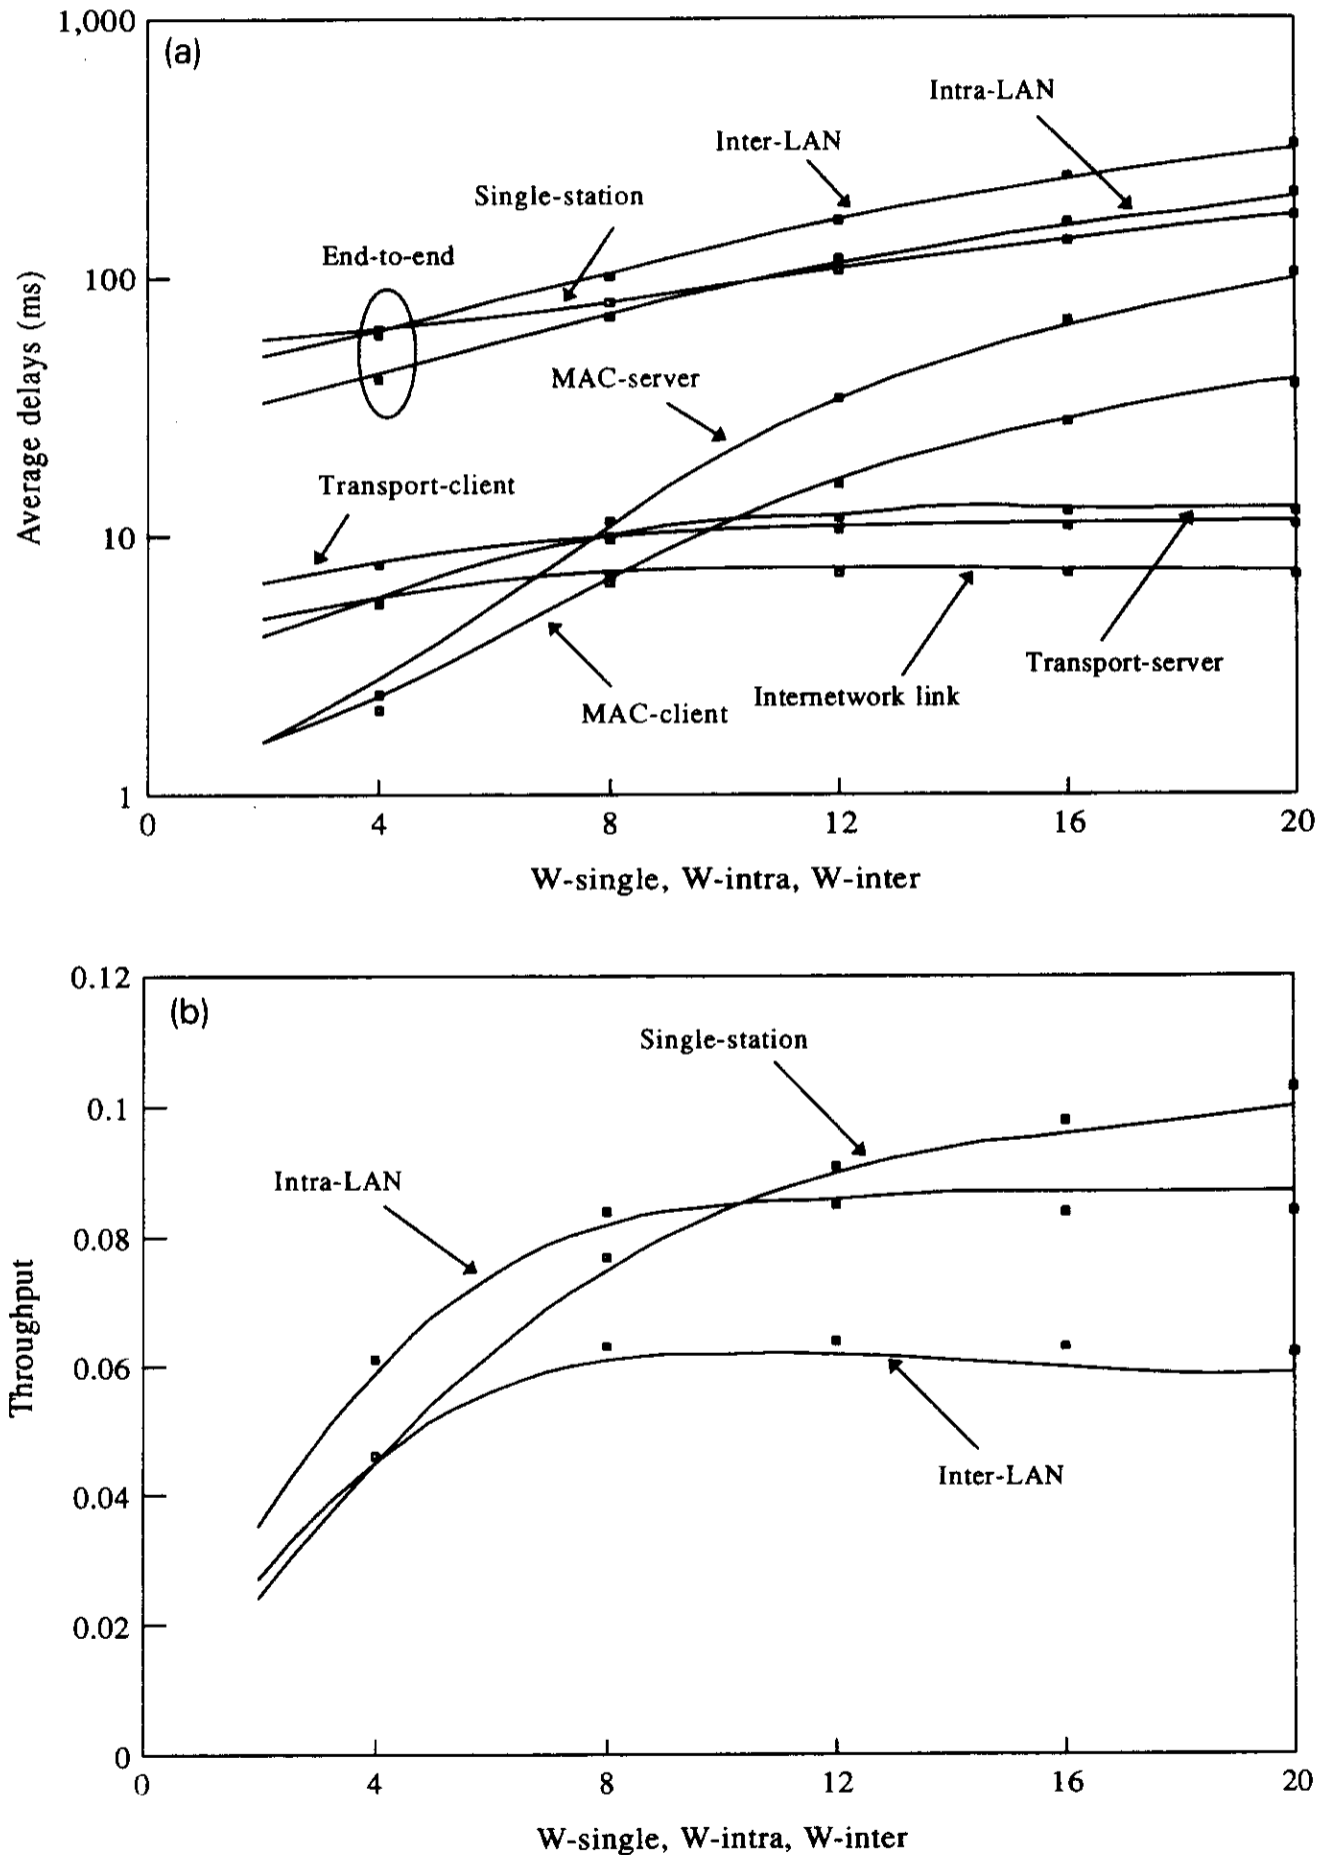 1,000
(a)
Intra-LAN
Inter-LAN
Single-station
End-to-end
100
Average delays (ms)
MAC-server
Transport-client
10
Transport-server
Internetwork link
MAC-client
1
0 4 8 12 16 20
W-single, W-intra, W-inter
0.12
(b)
Single-station
0.1
Intra-LAN
0.08
Throughput
0.06
Inter-LAN
0.04
0.02
0
0 4 8 12 16 20
W-single, W-intra, W-inter